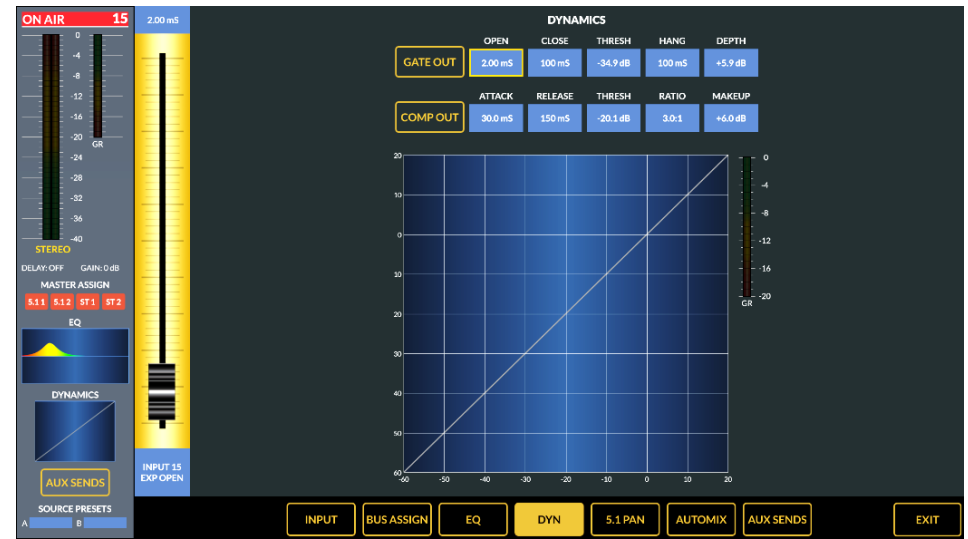 ON AIR 15
0
-4
-8
-12
-16
-20
GR
-24
-28
-32
-36
-40
STEREO
DELAY: OFF GAIN: 0 dB
MASTER ASSIGN
5.1 1 5.1 2 ST 1 ST 2
EQ
DYNAMICS
AUX SENDS
SOURCE PRESETS
A B
2.00 mS
INPUT 15
EXP OPEN
DYNAMICS
OPEN CLOSE THRESH HANG DEPTH
GATE OUT 2.00 mS 100 mS -34.9 dB 100 mS +5.9 dB
ATTACK RELEASE THRESH RATIO MAKEUP
COMP OUT 30.0 mS 150 mS -20.1 dB 3.0:1 +6.0 dB
20
10
0
10
20
30
40
50
60
-60 -50 -40 -30 -20 -10 0 10 20
0
-4
-8
-12
-16
-20
GR
INPUT BUS ASSIGN EQ DYN 5.1 PAN AUTOMIX AUX SENDS EXIT